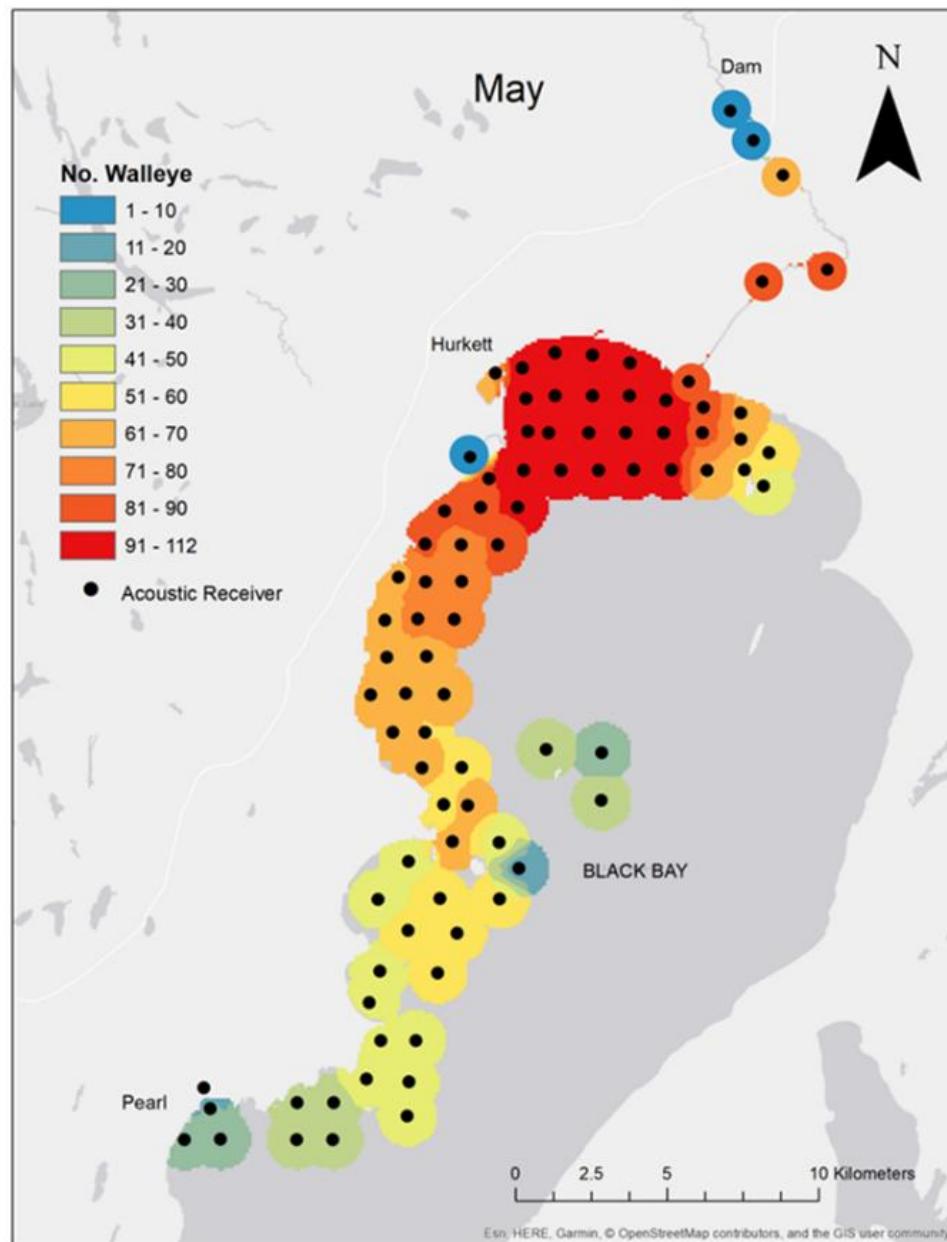 May
Dam
N
No. Walleye
1 - 10
11 - 20
21 - 30
31 - 40
41 - 50
51 - 60
61 - 70
71 - 80
81 - 90
91 - 112
Acoustic Receiver
Hurkett
BLACK BAY
Pearl
0 2.5 5 10 Kilometers
Esri, HERE, Garmin, © OpenStreetMap contributors, and the GIS user community